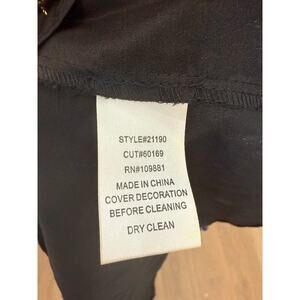 STYLE#21190
CUT#60169
RN#109881
MADE IN CHINA
COVER DECORATION
BEFORE CLEANING
DRY CLEAN